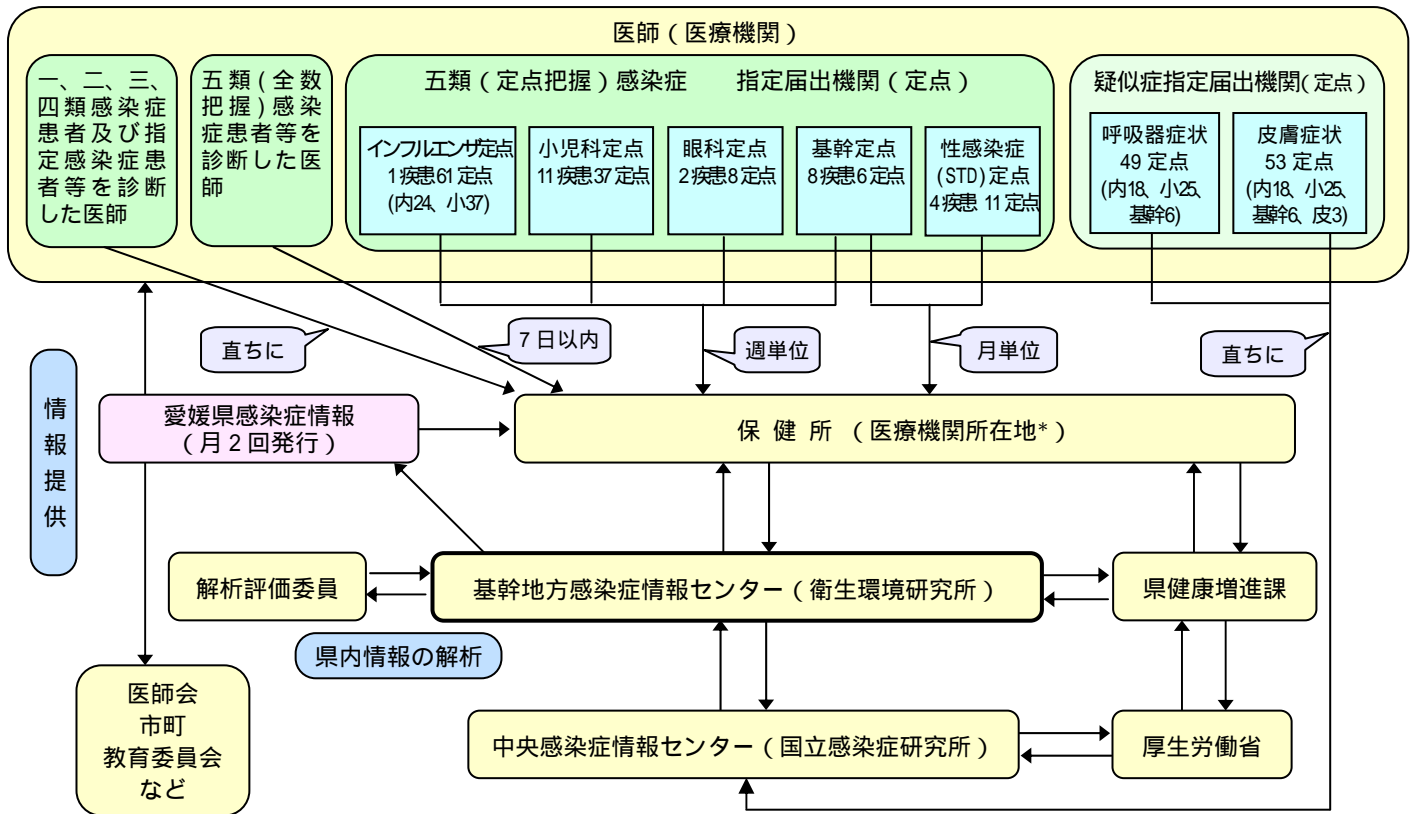 医師（医療機関）
一、二、三、
四類感染症
患者及び指
定感染症患
者等を診断
した医師
五類（全数
把握）感染
症患者等を
診断した医
師
五類（定点把握）感染症　　指定届出機関（定点）
インフルエンザ定点
1疾患61定点
(内24、小37)
小児科定点
11疾患37定点
眼科定点
2疾患8定点
基幹定点
8疾患6定点
性感染症
(STD)定点
4疾患 11定点
疑似症指定届出機関（定点）
呼吸器症状
49定点
(内18、小25、
基幹6)
皮膚症状
53定点
(内18、小25、
基幹6、皮3)
直ちに
７日以内
週単位
月単位
直ちに
情報提供
愛媛県感染症情報
（月２回発行）
保 健 所 （医療機関所在地*）
解析評価委員
基幹地方感染症情報センター（衛生環境研究所）
県健康増進課
県内情報の解析
医師会
市町
教育委員会
など
中央感染症情報センター（国立感染症研究所）
厚生労働省